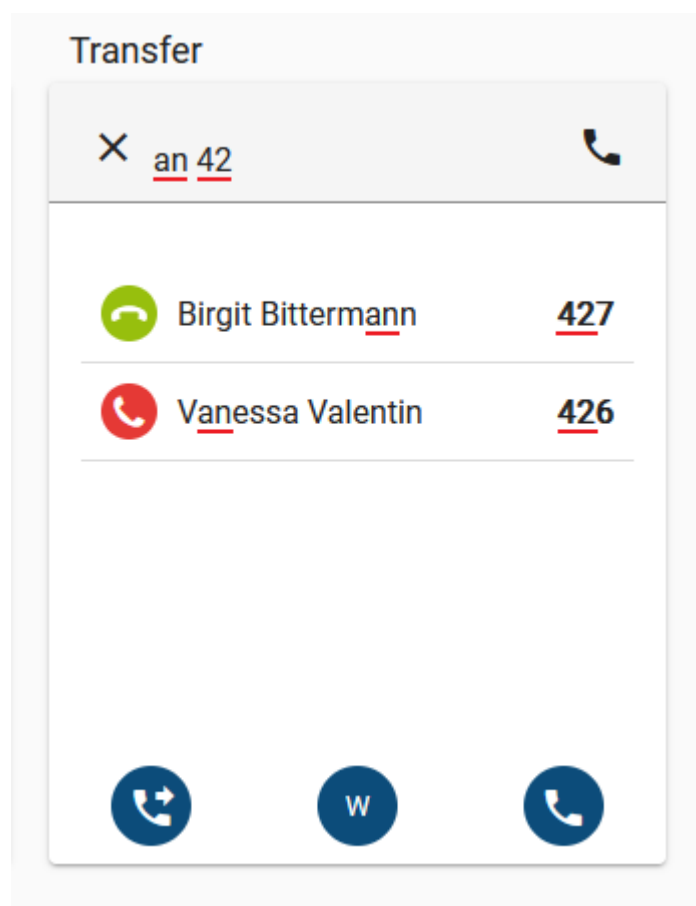 Transfer
an 42
Birgit Bittermann 427
Vanessa Valentin 426
W